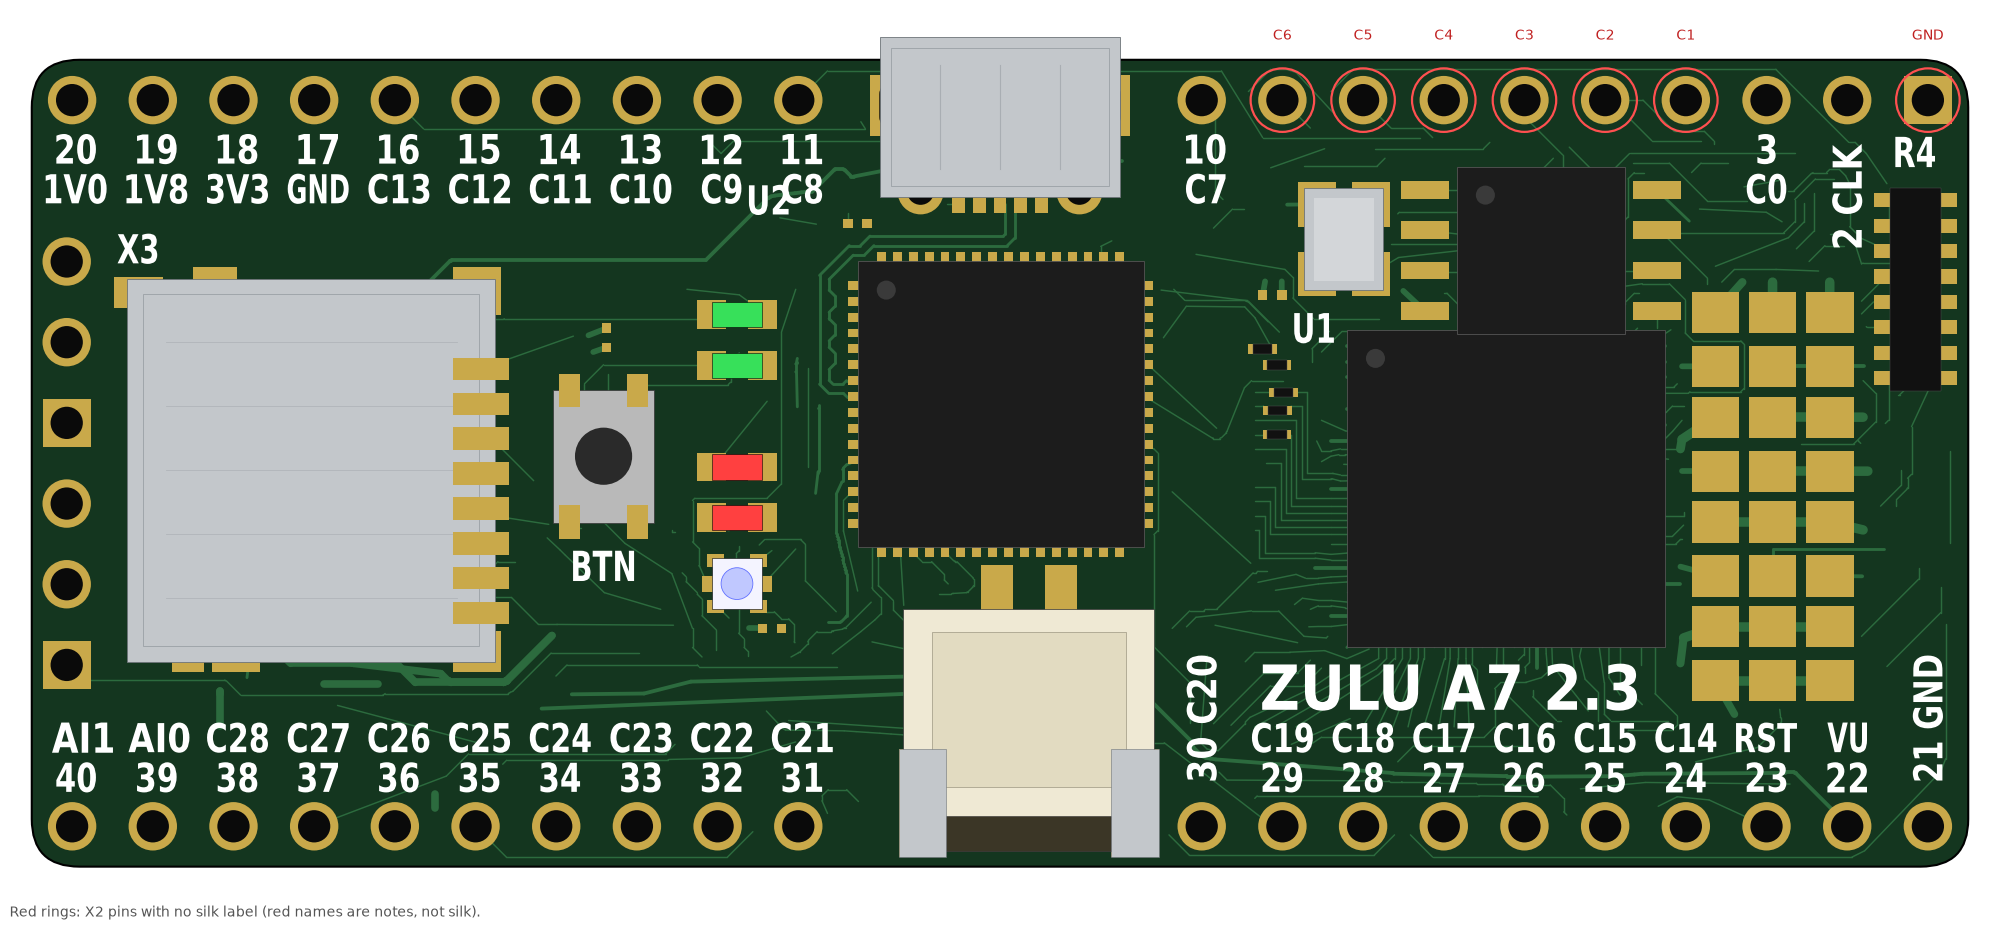 C6 C5 C4 C3 C2 C1 GND
20 19 18 17 16 15 14 13 12 11 10 3 R4
1V0 1V8 3V3 GND C13 C12 C11 C10 C9 C8 C7 C0 2 CLK
U2
X3
U1
BTN
ZULU A7 2.3
AI1 AI0 C28 C27 C26 C25 C24 C23 C22 C21 30 C20 C19 C18 C17 C16 C15 C14 RST VU 21 GND
40 39 38 37 36 35 34 33 32 31 29 28 27 26 25 24 23 22
Red rings: X2 pins with no silk label (red names are notes, not silk).